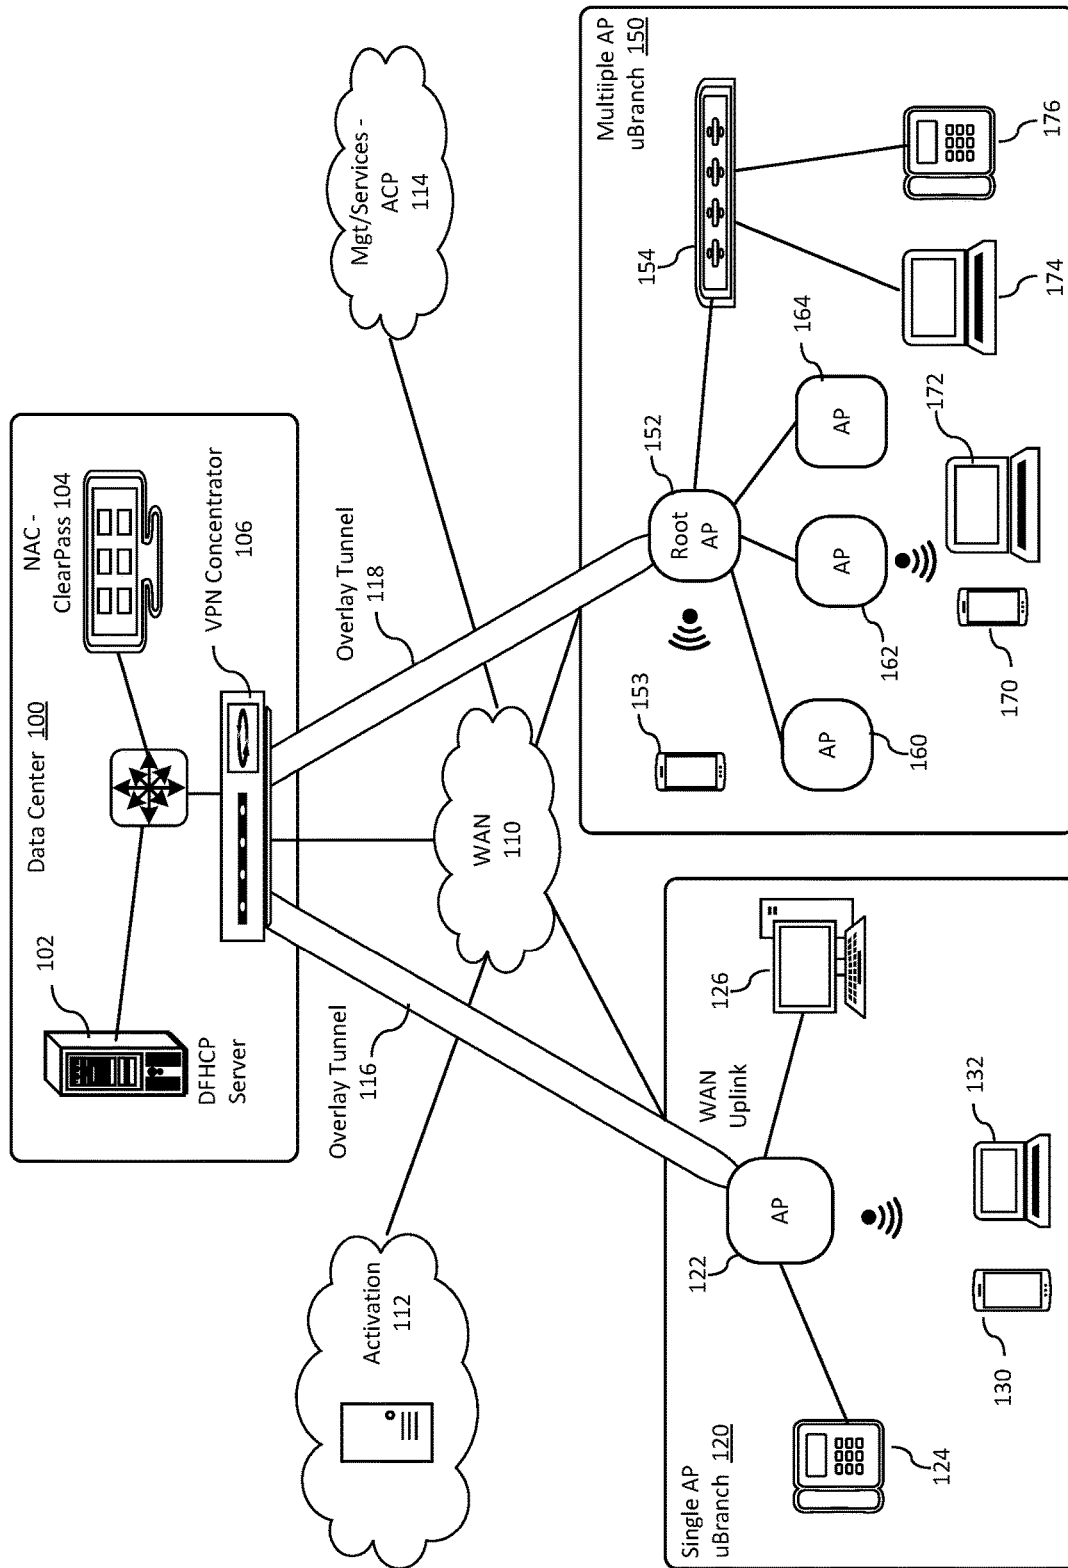 Data Center 100
102
DFHCP
Server
NAC -
ClearPass 104
VPN Concentrator
106
Activation
112
Overlay Tunnel
116
WAN
110
Overlay Tunnel
118
Mgt/Services -
ACP
114
Single AP
uBranch 120
124
122
AP
WAN
Uplink
126
130
132
Multiiple AP
uBranch 150
153
Root
AP
152
154
AP
160
AP
162
AP
164
170
172
174
176